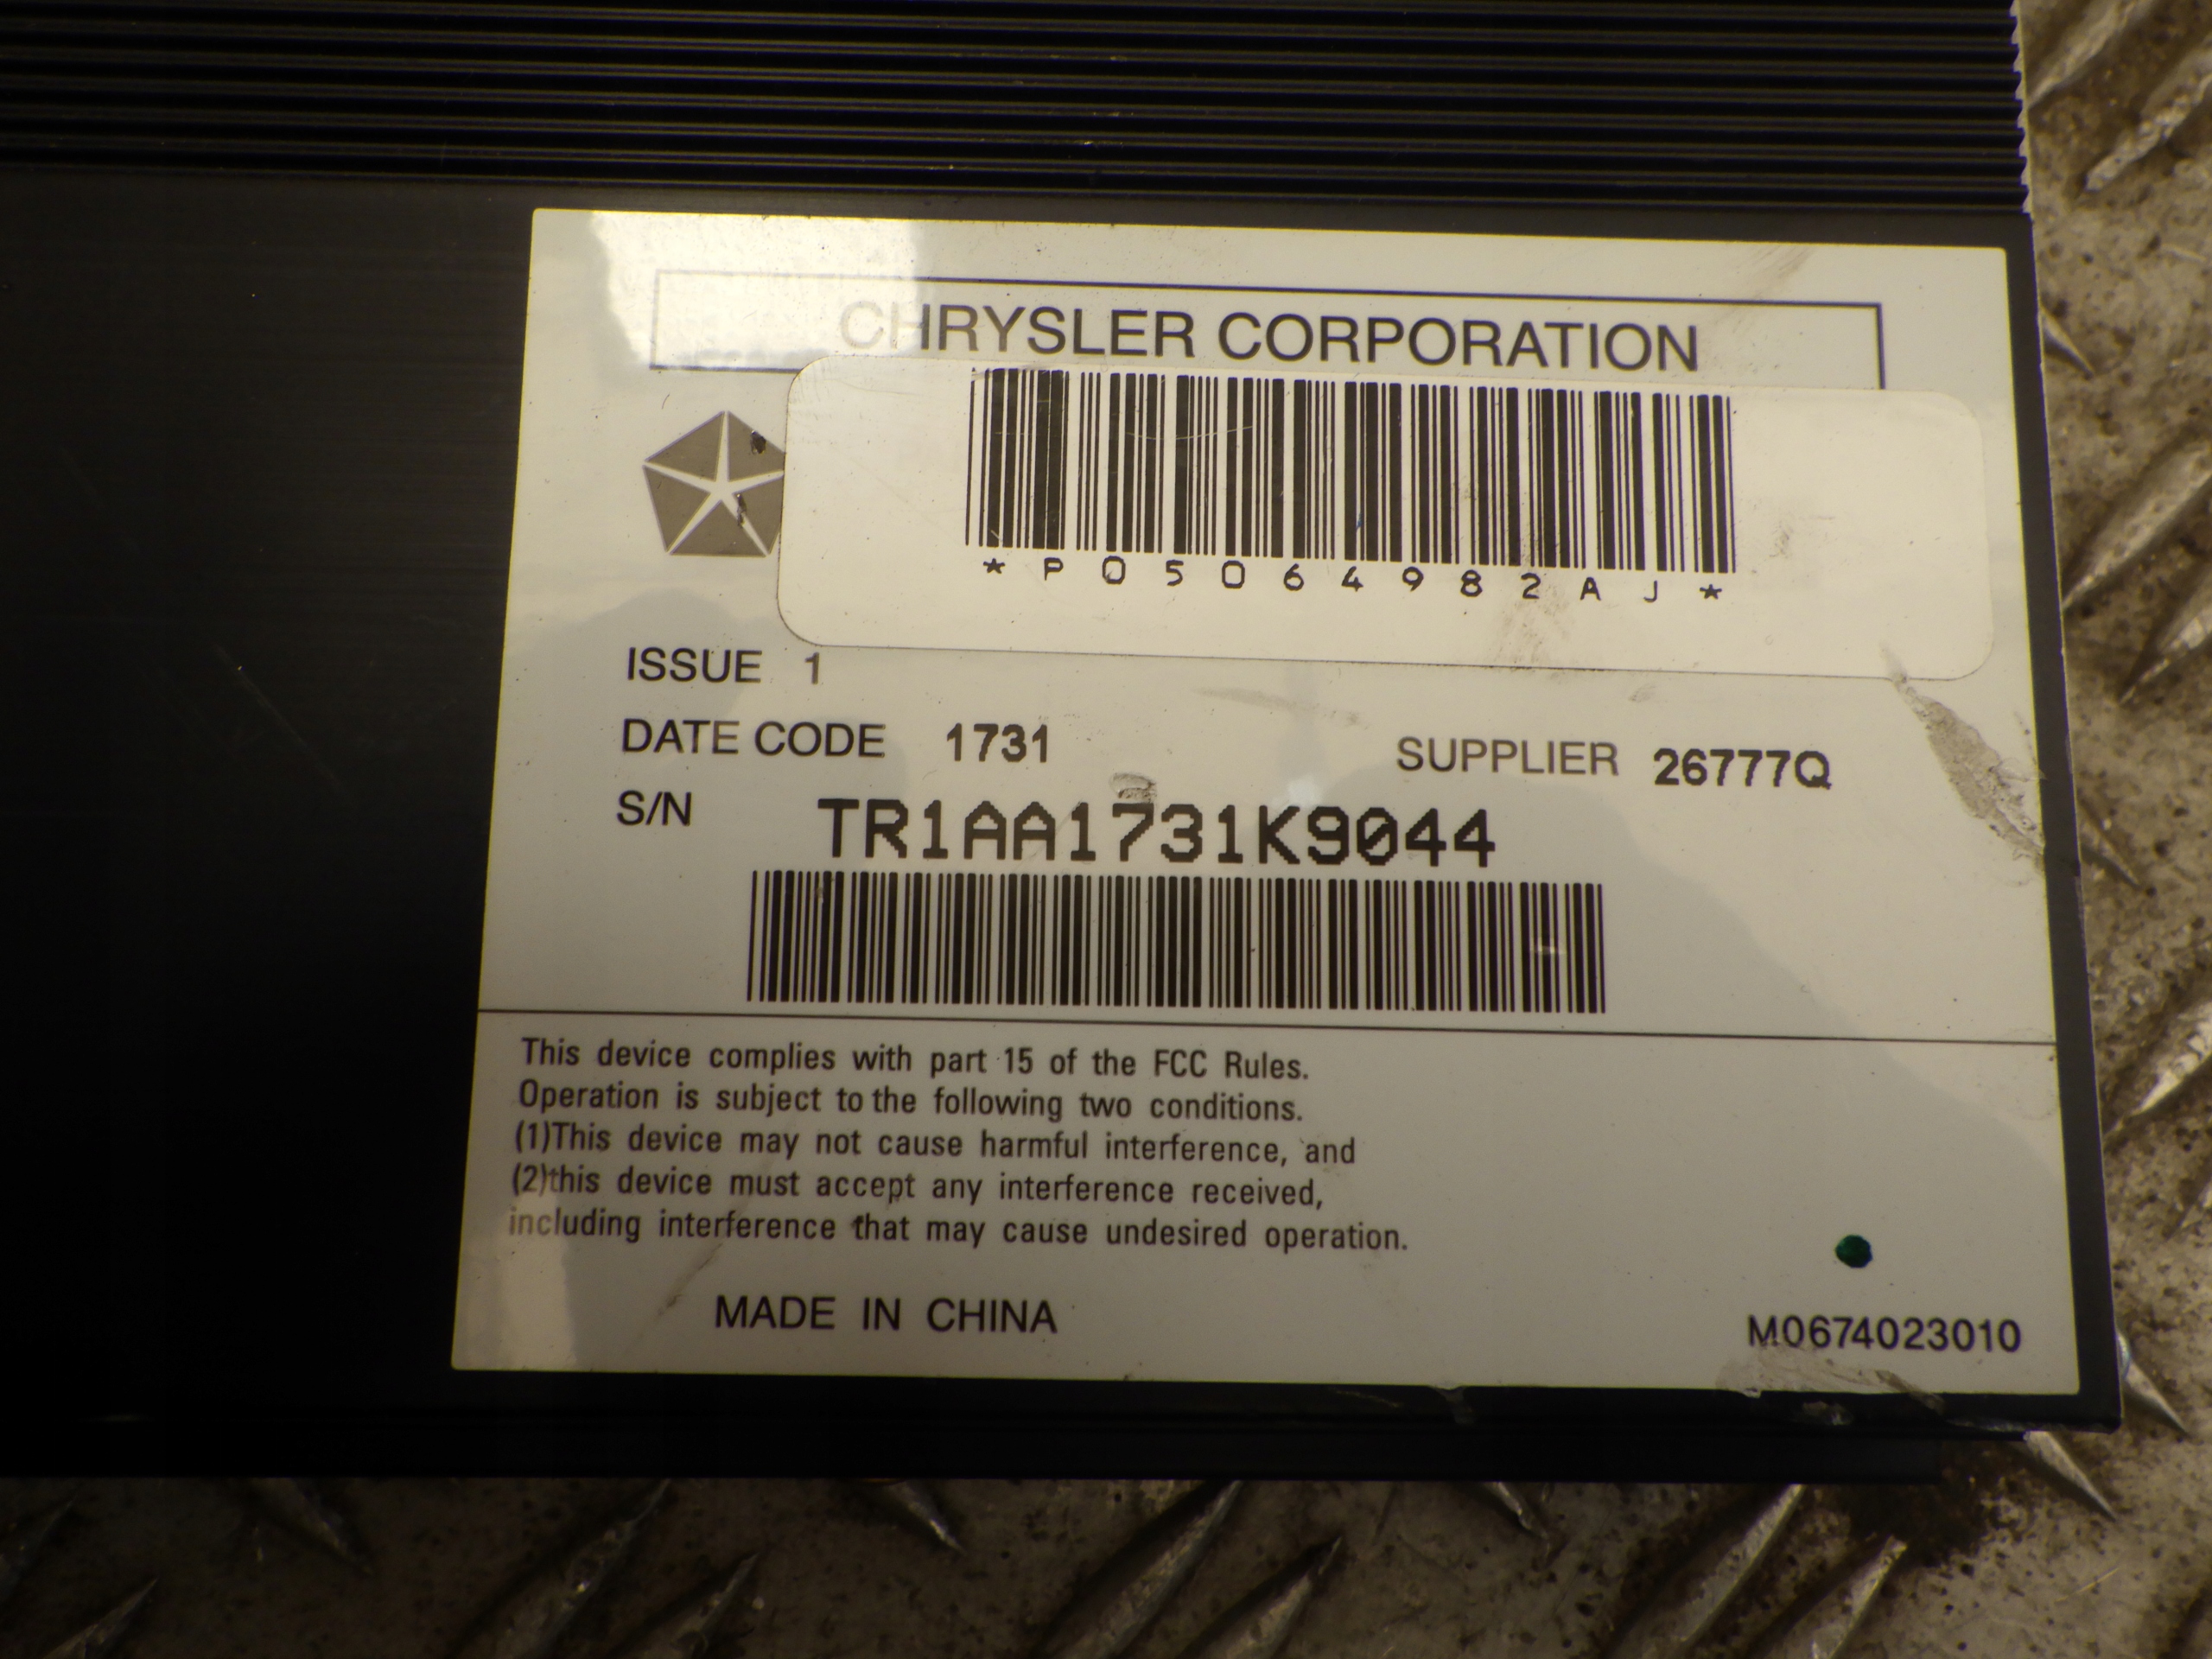 CHRYSLER CORPORATION
*P05064982AJ*
ISSUE 1
DATE CODE 1731 SUPPLIER 26777Q
S/N TR1AA1731K9044
This device complies with part 15 of the FCC Rules.
Operation is subject to the following two conditions.
(1)This device may not cause harmful interference, and
(2)this device must accept any interference received,
including interference that may cause undesired operation.
MADE IN CHINA
M0674023010